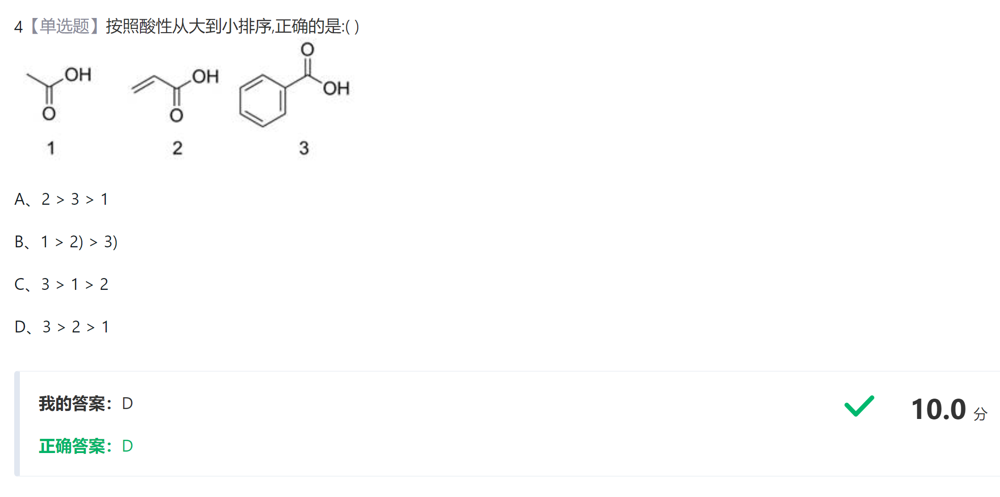 4【单选题】按照酸性从大到小排序,正确的是:( )
O
OH
OH
OH
O
O
1
2
3
A、2 > 3 > 1
B、1 > 2) > 3)
C、3 > 1 > 2
D、3 > 2 > 1
我的答案：D
10.0 分
正确答案：D